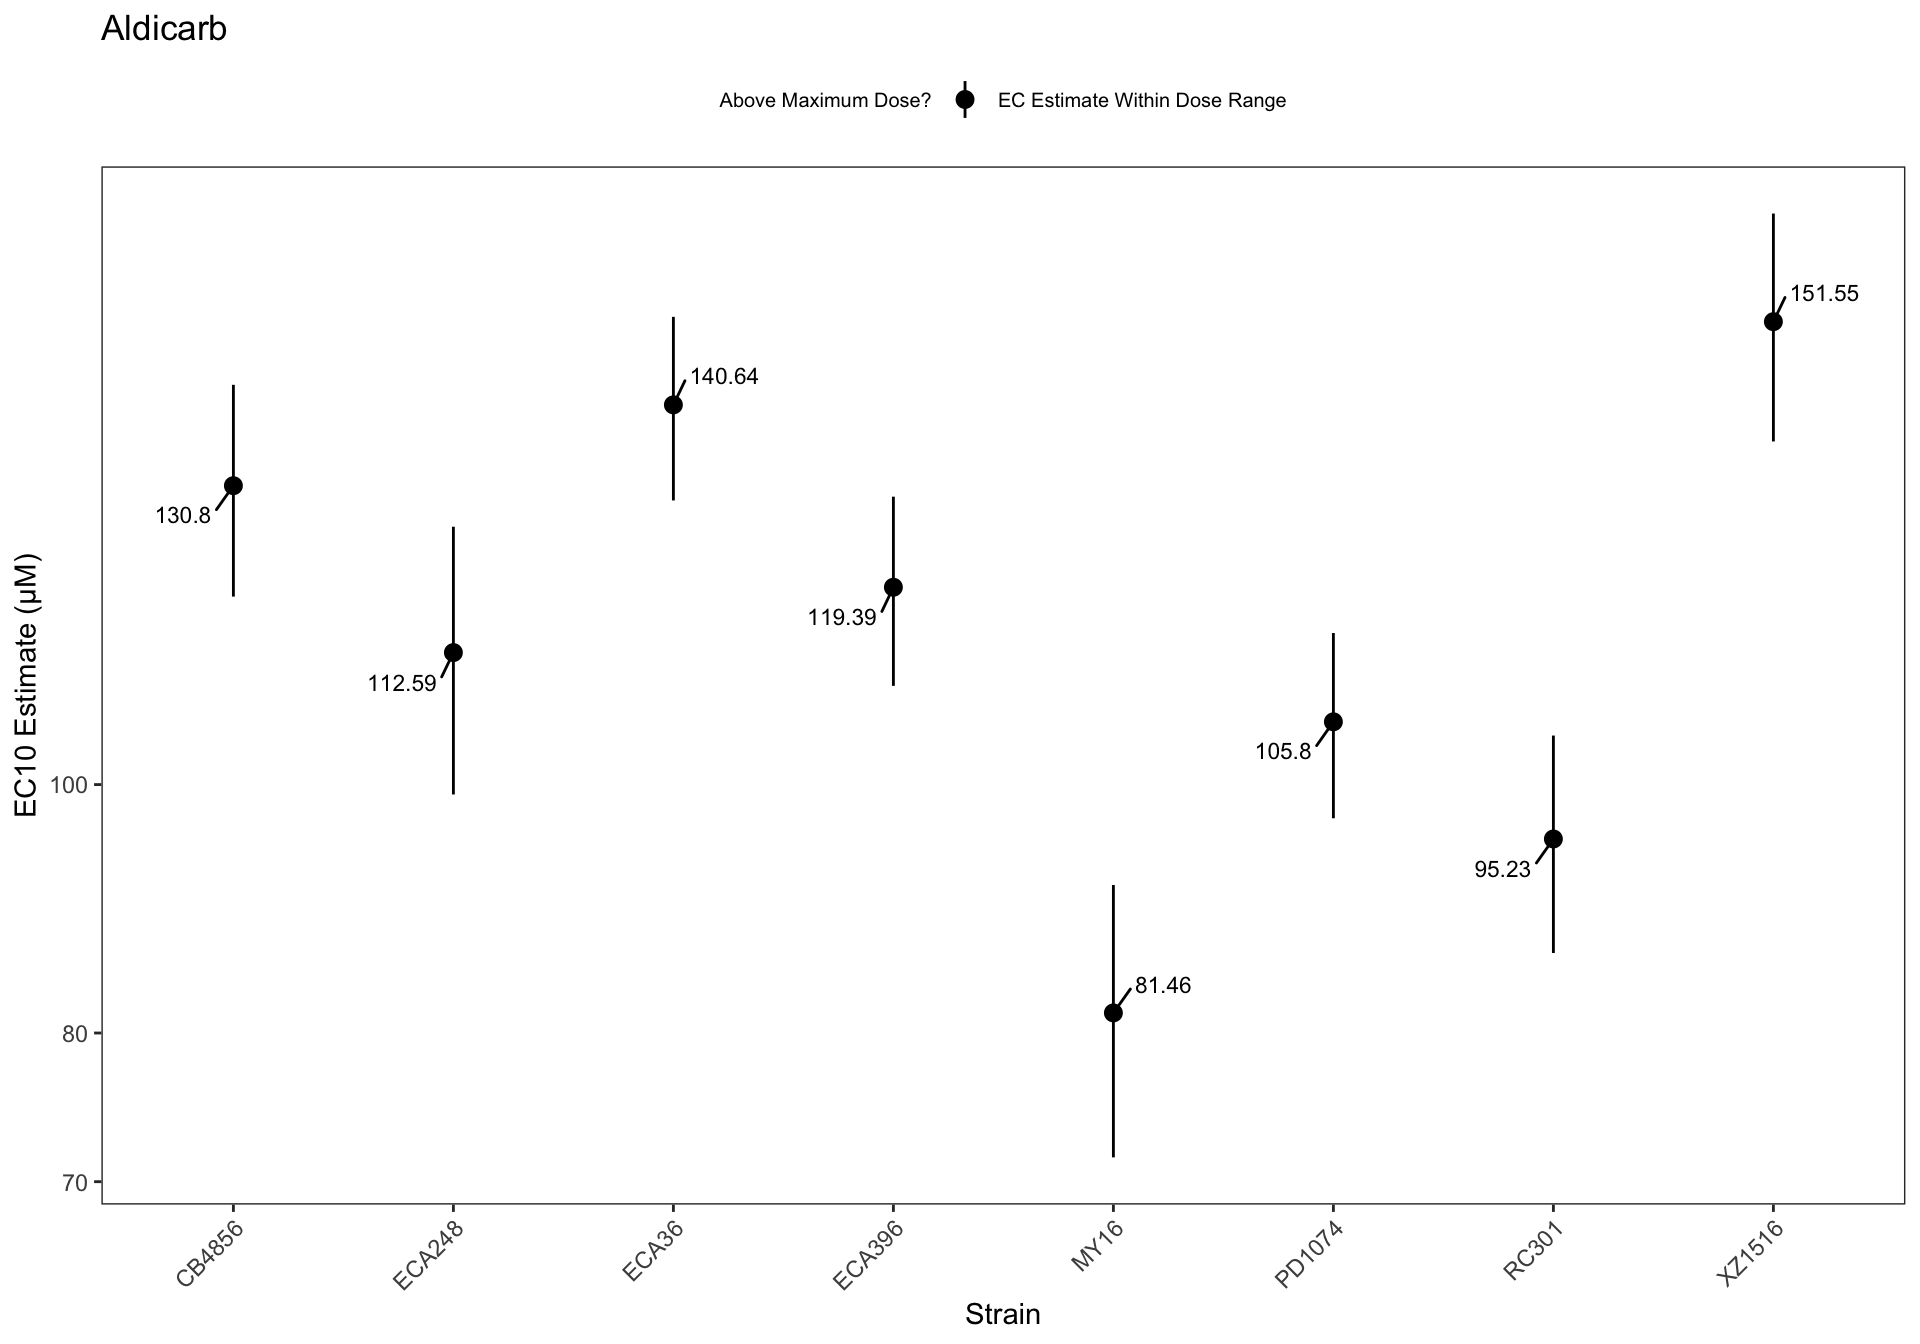 Aldicarb
Above Maximum Dose? EC Estimate Within Dose Range
151.55
140.64
130.8
119.39
112.59
105.8
95.23
81.46
EC10 Estimate (µM)
100
80
70
CB4856 ECA248 ECA36 ECA396 MY16 PD1074 RC301 XZ1516
Strain